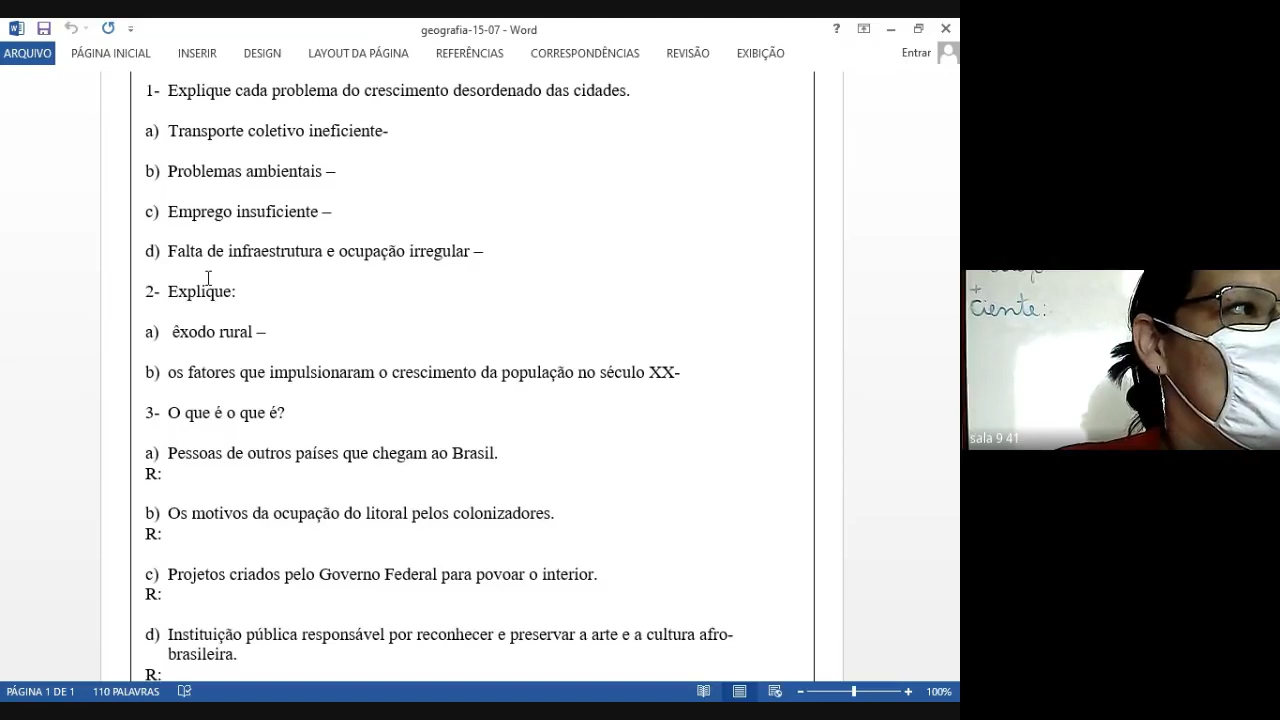 geografia-15-07 - Word
ARQUIVO PÁGINA INICIAL INSERIR DESIGN LAYOUT DA PÁGINA REFERÊNCIAS CORRESPONDÊNCIAS REVISÃO EXIBIÇÃO Entrar
1- Explique cada problema do crescimento desordenado das cidades.
a) Transporte coletivo ineficiente-
b) Problemas ambientais –
c) Emprego insuficiente –
d) Falta de infraestrutura e ocupação irregular –
2- Explique:
a) êxodo rural –
b) os fatores que impulsionaram o crescimento da população no século XX-
3- O que é o que é?
a) Pessoas de outros países que chegam ao Brasil.
R:
b) Os motivos da ocupação do litoral pelos colonizadores.
R:
c) Projetos criados pelo Governo Federal para povoar o interior.
R:
d) Instituição pública responsável por reconhecer e preservar a arte e a cultura afro-
brasileira.
R:
PÁGINA 1 DE 1 110 PALAVRAS 100%
Ciente:
sala 9 41